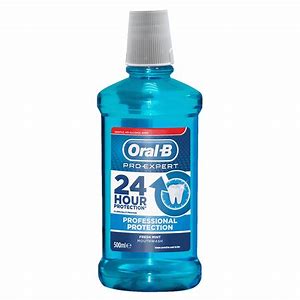 Oral-B
PRO-EXPERT
24
HOUR
PROTECTION*
PROFESSIONAL
PROTECTION
FRESH MINT
MOUTHWASH
500ml℮